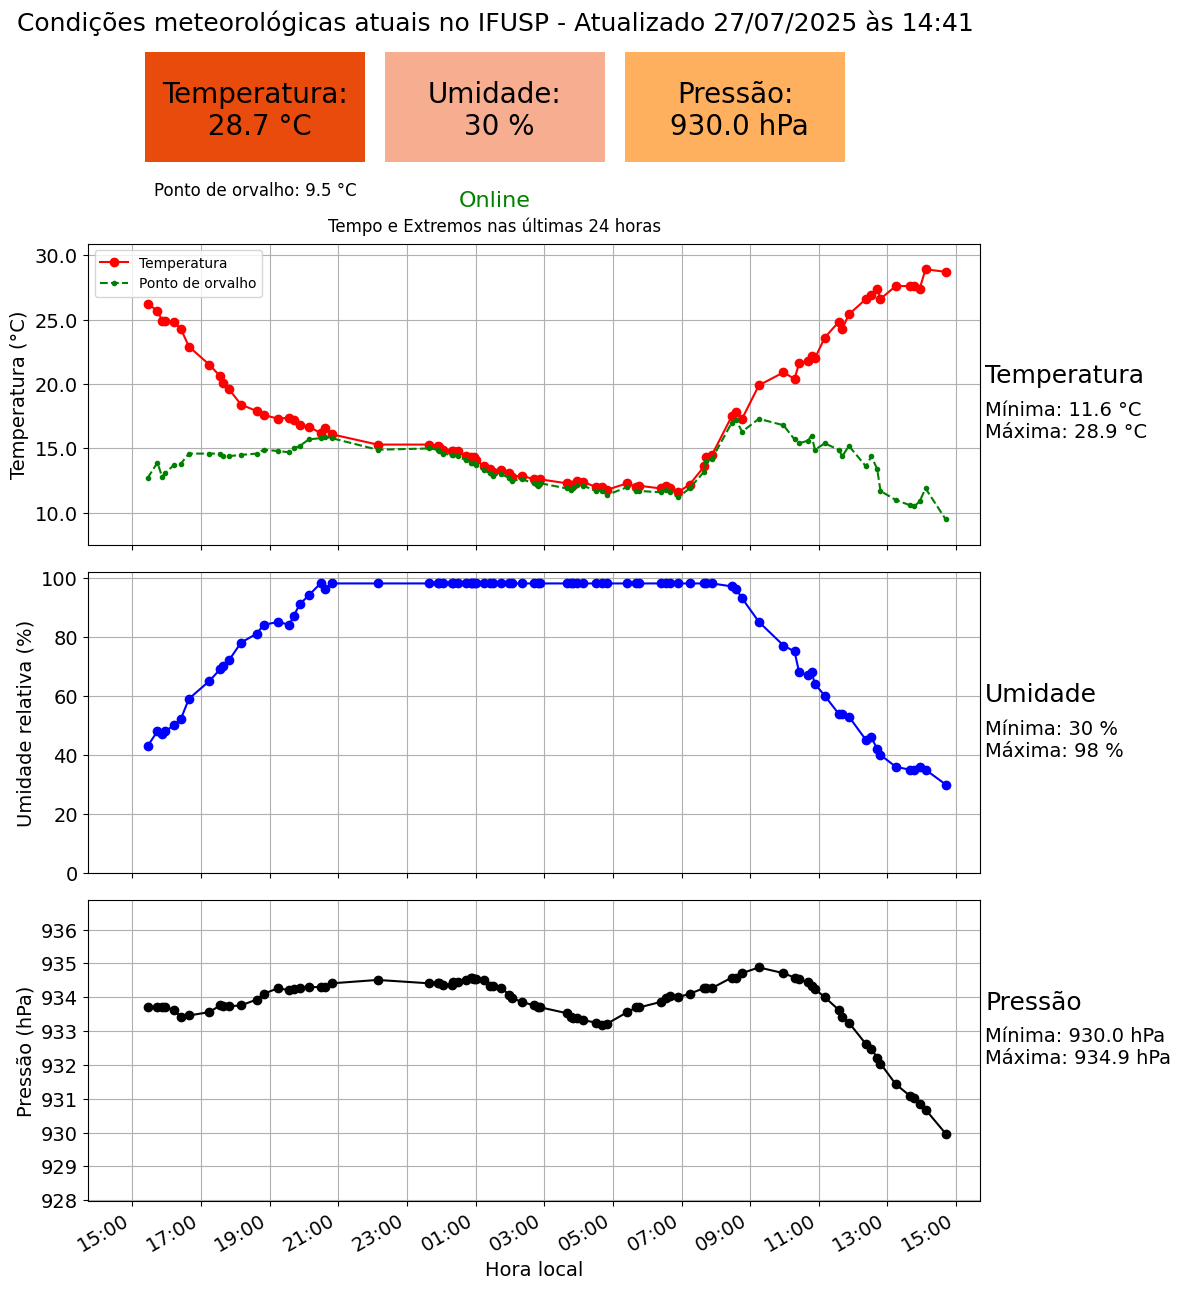 Condições meteorológicas atuais no IFUSP - Atualizado 27/07/2025 às 14:41
Temperatura:
28.7 °C
Umidade:
30 %
Pressão:
930.0 hPa
Ponto de orvalho: 9.5 °C
Online
Tempo e Extremos nas últimas 24 horas
Temperatura (°C)
30.0
25.0
20.0
15.0
10.0
Temperatura
Ponto de orvalho
Temperatura
Mínima: 11.6 °C
Máxima: 28.9 °C
Umidade relativa (%)
100
80
60
40
20
0
Umidade
Mínima: 30 %
Máxima: 98 %
Pressão (hPa)
936
935
934
933
932
931
930
929
928
Pressão
Mínima: 930.0 hPa
Máxima: 934.9 hPa
15:00
17:00
19:00
21:00
23:00
01:00
03:00
05:00
07:00
09:00
11:00
13:00
15:00
Hora local